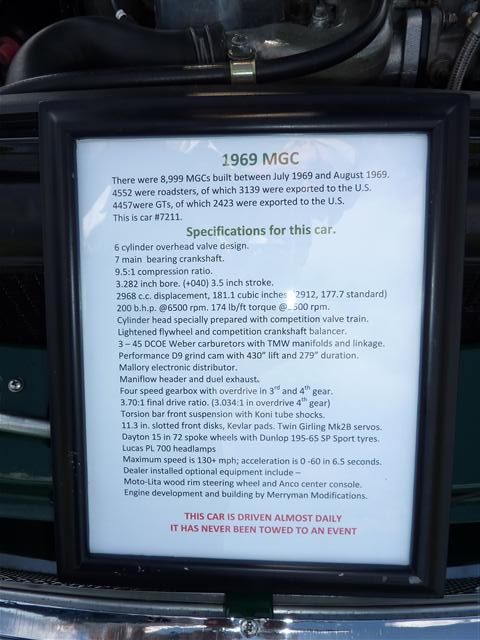 1969 MGC
There were 8,999 MGCs built between July 1969 and August 1969.
4552 were roadsters, of which 3139 were exported to the U.S.
4457were GTs, of which 2423 were exported to the U.S.
This is car #7211.
Specifications for this car.
6 cylinder overhead valve design.
7 main bearing crankshaft.
9.5:1 compression ratio.
3.282 inch bore. (+040) 3.5 inch stroke.
2968 c.c. displacement, 181.1 cubic inches (2912, 177.7 standard)
200 b.h.p. @6500 rpm. 174 lb/ft torque rpm.
Cylinder head specially prepared with competition valve train.
Lightened flywheel and competition crankshaft balancer.
3 – 45 DCOE Weber carburetors with TMW manifolds and linkage.
Performance D9 grind cam with 430" lift and 279" duration.
Mallory electronic distributor.
Maniflow header and duel exhaust.
Four speed gearbox with overdrive in 3rd and 4th gear.
3.70:1 final drive ratio. (3.034:1 in overdrive 4th gear)
Torsion bar front suspension with Koni tube shocks.
11.3 in. slotted front disks, Kevlar pads. Twin Girling Mk2B servos.
Dayton 15 in 72 spoke wheels with Dunlop 195-65 SP Sport tyres.
Lucas PL 700 headlamps
Maximum speed is 130+ mph; acceleration is 0 -60 in 6.5 seconds.
Dealer installed optional equipment include –
Moto-Lita wood rim steering wheel and Anco center console.
Engine development and building by Merryman Modifications.
THIS CAR IS DRIVEN ALMOST DAILY
IT HAS NEVER BEEN TOWED TO AN EVENT